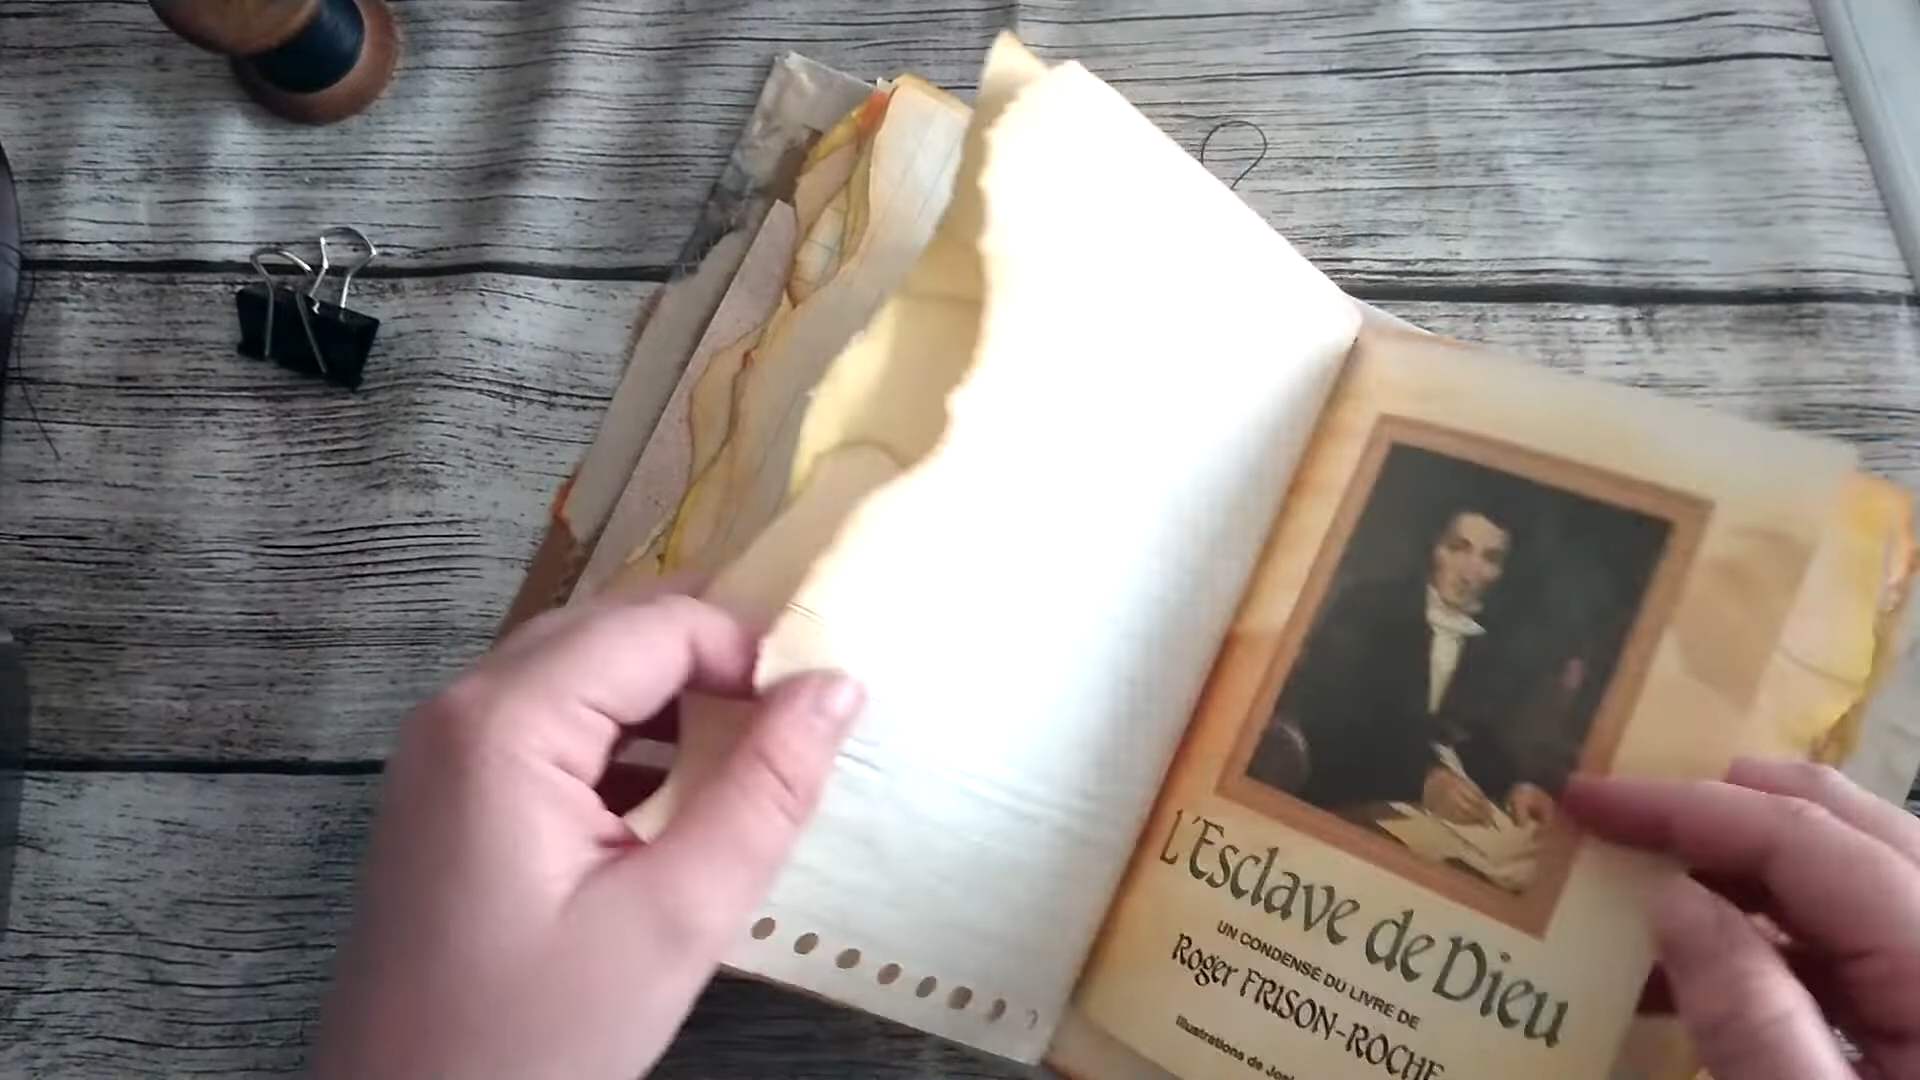 L'Esclave de Dieu
UN CONDENSÉ DU LIVRE DE
Roger FRISON-ROCHE
Illustrations de